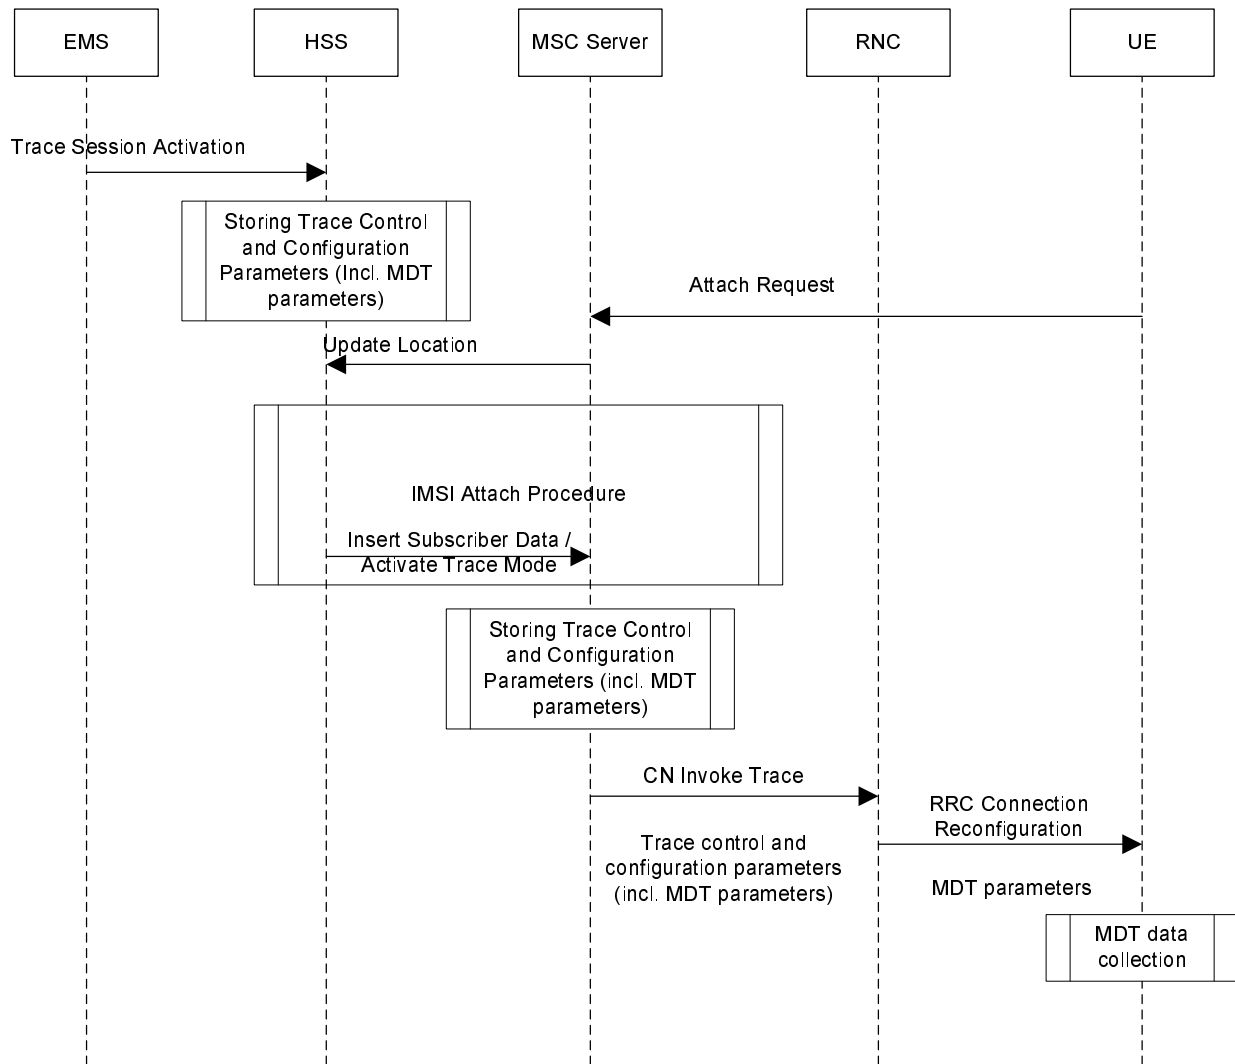 EMS
HSS
MSC Server
RNC
UE
Trace Session Activation
Storing Trace Control
and Configuration
Parameters (Incl. MDT
parameters)
Attach Request
Update Location
IMSI Attach Procedure
Insert Subscriber Data /
Activate Trace Mode
Storing Trace Control
and Configuration
Parameters (incl. MDT
parameters)
CN Invoke Trace
RRC Connection
Reconfiguration
Trace control and
configuration parameters
(incl. MDT parameters)
MDT parameters
MDT data
collection